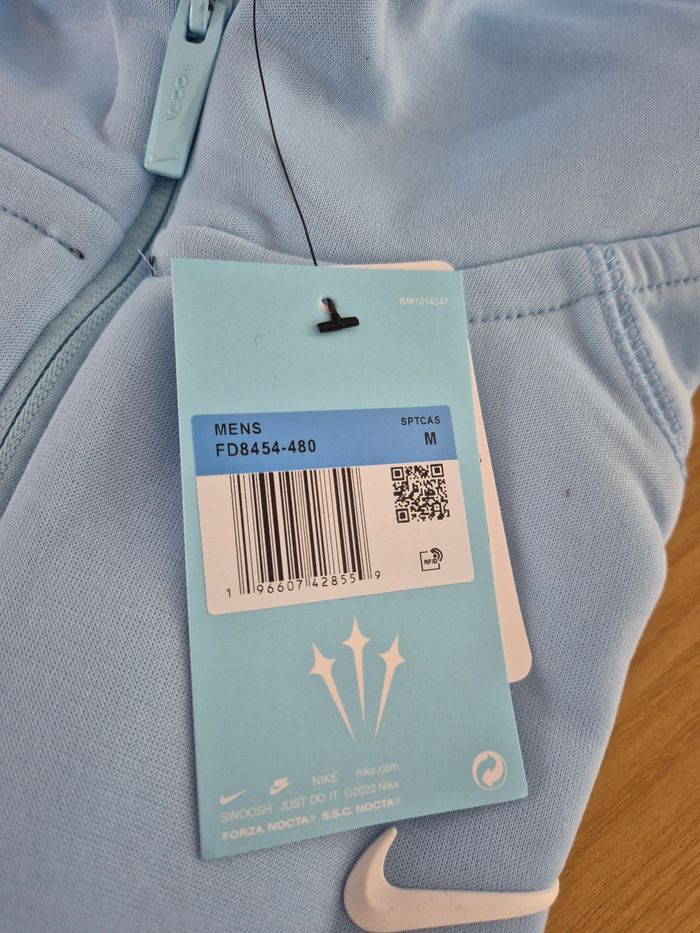 NOCTA
IM#1014247
MENS SPTCAS
FD8454-480 M
RFID
1 96607 42855 9
NIKE nike.com
SWOOSH JUST DO IT ©2022 Nike
FORZA NOCTA® S.S.C. NOCTA®